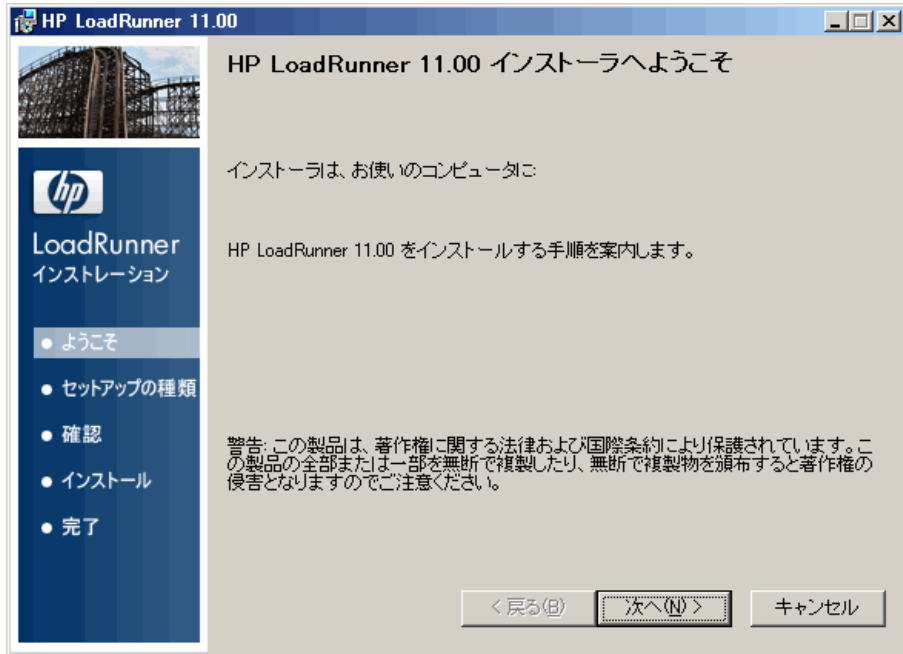 HP LoadRunner 11.00
HP LoadRunner 11.00 インストーラへようこそ
インストーラは、お使いのコンピュータに:
hp
LoadRunner
インストレーション
HP LoadRunner 11.00 をインストールする手順を案内します。
ようこそ
セットアップの種類
確認
インストール
完了
警告: この製品は、著作権に関する法律および国際条約により保護されています。こ
の製品の全部または一部を無断で複製したり、無断で複製物を頒布すると著作権の
侵害となりますのでご注意ください。
< 戻る(B)
次へ(N) >
キャンセル